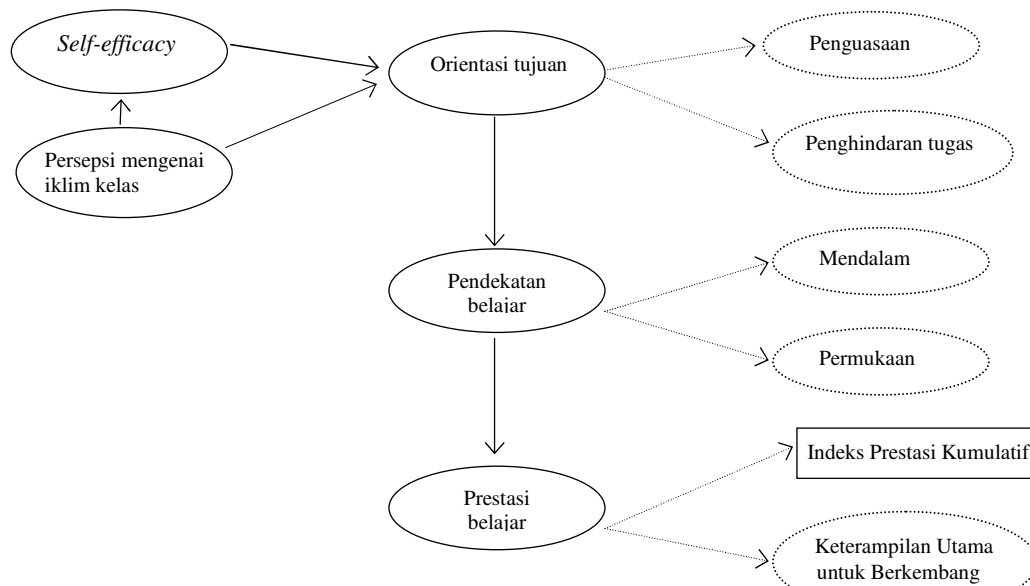 Self-efficacy
Orientasi tujuan
Penguasaan
Persepsi mengenai
iklim kelas
Penghindaran tugas
Pendekatan
belajar
Mendalam
Permukaan
Prestasi
belajar
Indeks Prestasi Kumulatif
Keterampilan Utama
untuk Berkembang